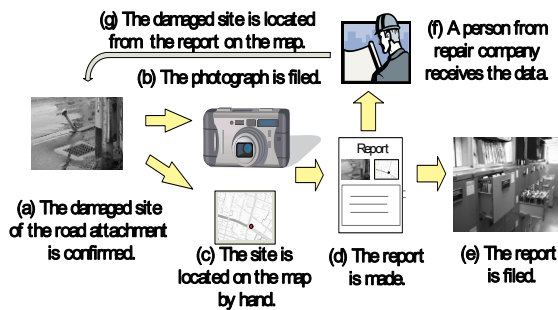 (g) The damaged site is located
from the report on the map.
(b) The photograph is filed.
(f) A person from
repair company
receives the data.
Report
(a) The damaged site
of the road attachment
is confirmed.
(c) The site is
located on the map
by hand.
(d) The report
is made.
(e) The report
is filed.